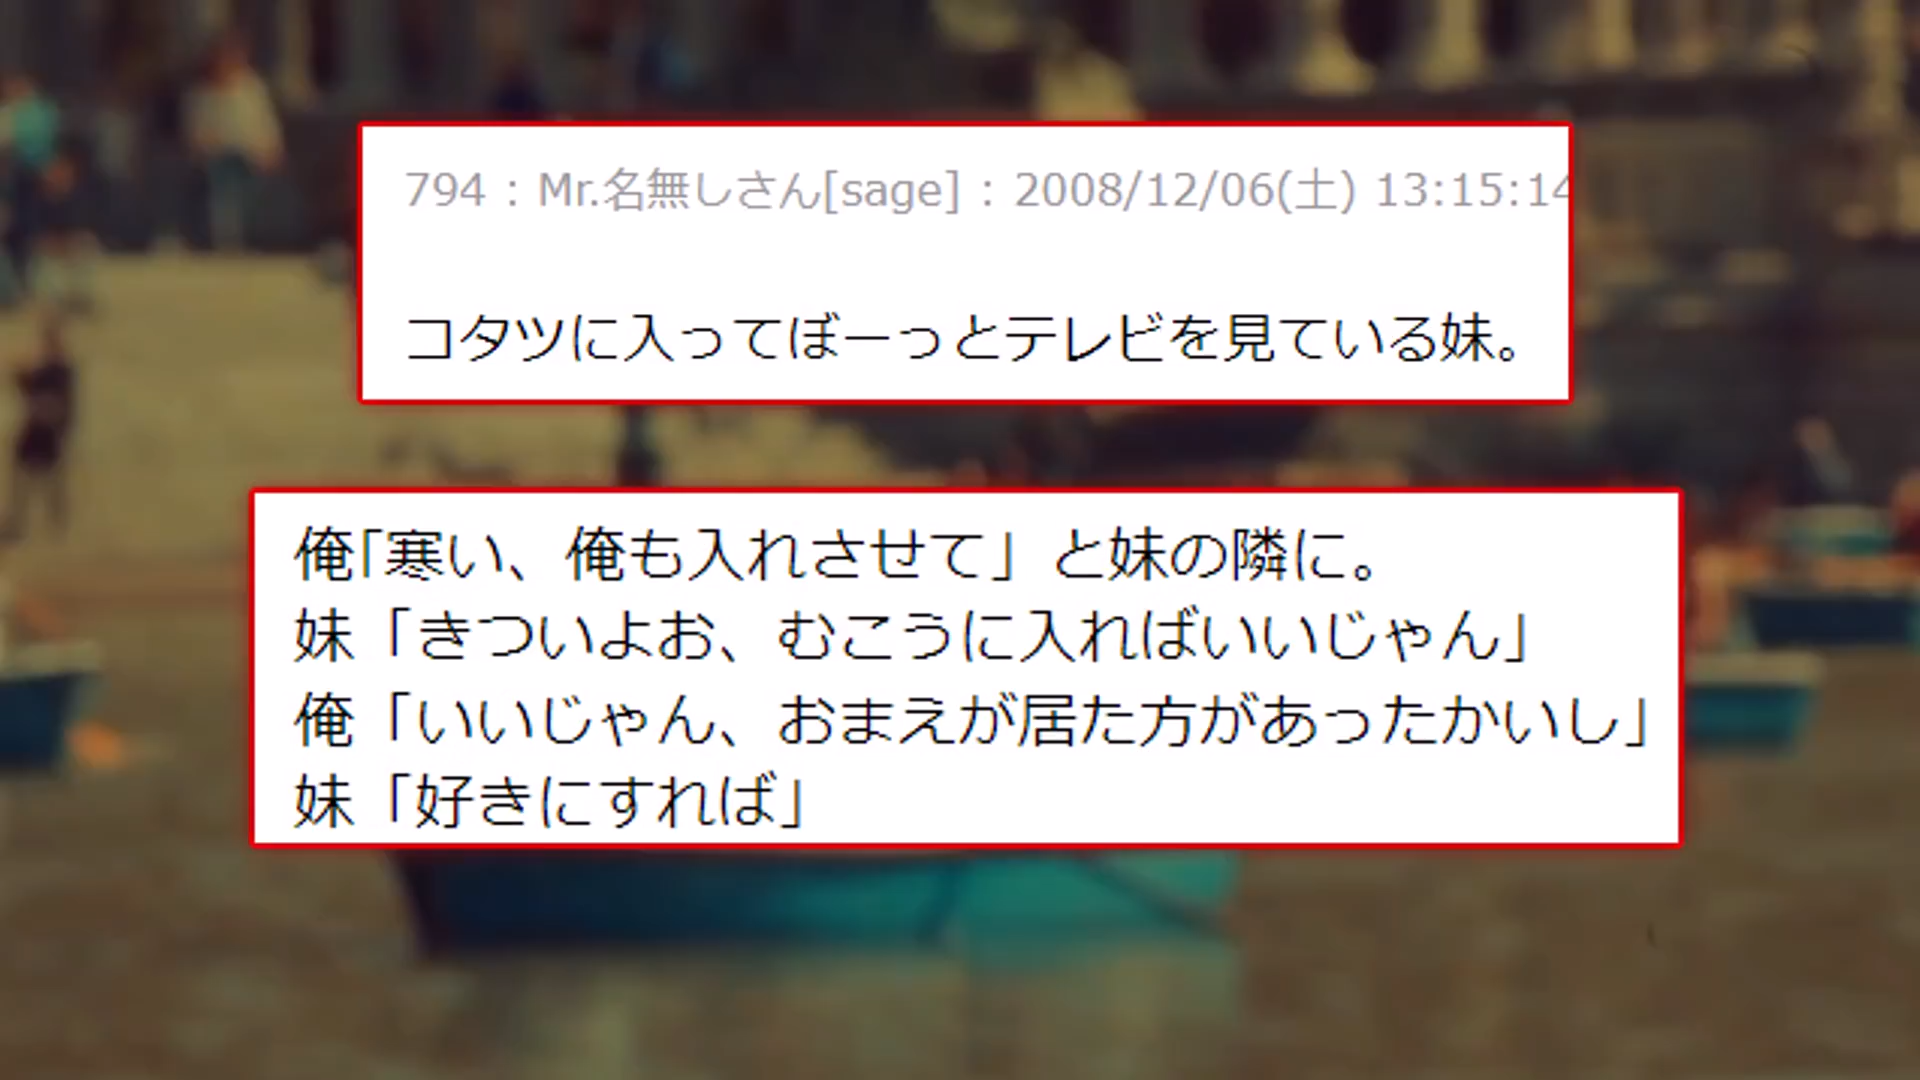 794 : Mr.名無しさん[sage] : 2008/12/06(土) 13:15:14
コタツに入ってぼーっとテレビを見ている妹。
俺「寒い、俺も入れさせて」と妹の隣に。
妹「きついよお、むこうに入ればいいじゃん」
俺「いいじゃん、おまえが居た方があったかいし」
妹「好きにすれば」